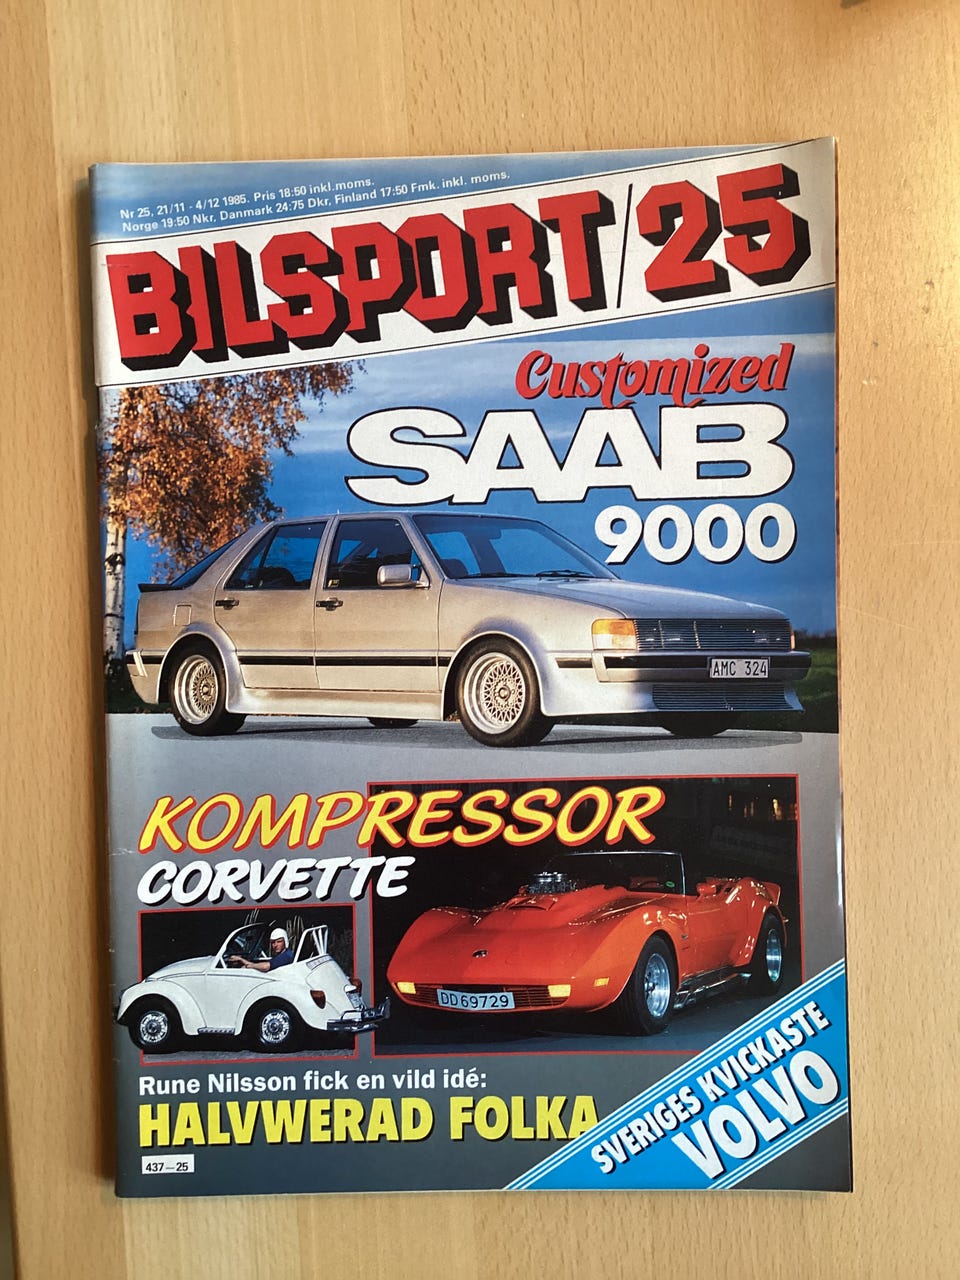 Nr 25, 21/11 - 4/12 1985. Pris 18:50 inkl.moms.
Norge 19:50 Nkr, Danmark 24:75 Dkr, Finland 17:50 Fmk. inkl. moms.
BILSPORT/25
Customized
SAAB
9000
AMC 324
KOMPRESSOR
CORVETTE
DD 69729
Rune Nilsson fick en vild idé:
HALVWERAD FOLKA
SVERIGES KVICKASTE
VOLVO
437—25